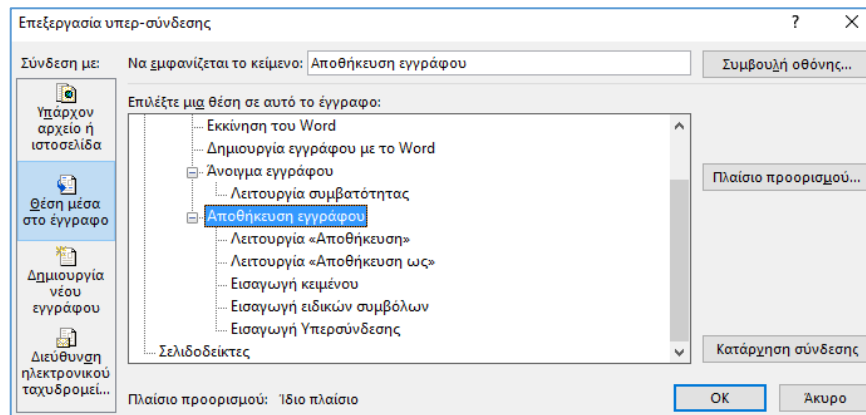 Επεξεργασία υπερ-σύνδεσης
? ×
Σύνδεση με:
Να εμφανίζεται το κείμενο: Αποθήκευση εγγράφου
Συμβουλή οθόνης...
Υπάρχον
αρχείο ή
ιστοσελίδα
Θέση μέσα
στο έγγραφο
Δημιουργία
νέου
εγγράφου
Διεύθυνση
ηλεκτρονικού
ταχυδρομεί...
Επιλέξτε μια θέση σε αυτό το έγγραφο:
Εκκίνηση του Word
Δημιουργία εγγράφου με το Word
Άνοιγμα εγγράφου
Λειτουργία συμβατότητας
Αποθήκευση εγγράφου
Λειτουργία «Αποθήκευση»
Λειτουργία «Αποθήκευση ως»
Εισαγωγή κειμένου
Εισαγωγή ειδικών συμβόλων
Εισαγωγή Υπερσύνδεσης
Σελιδοδείκτες
Πλαίσιο προορισμού...
Κατάρχηση σύνδεσης
Πλαίσιο προορισμού: Ίδιο πλαίσιο
OK
Άκυρο